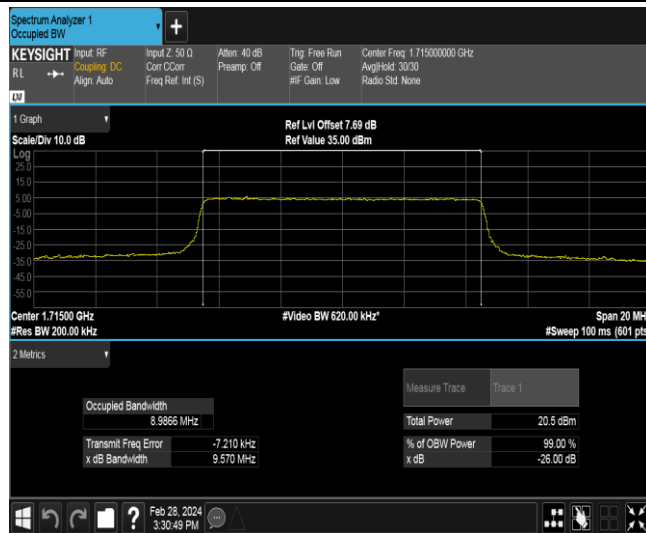 Spectrum Analyzer 1
Occupied BW
+
KEYSIGHT
RL
LXI
Input: RF
Coupling: DC
Align: Auto
Input Z: 50 Ω
Corr CCorr
Freq Ref: Int (S)
Atten: 40 dB
Preamp: Off
Trig: Free Run
Gate: Off
#IF Gain: Low
Center Freq: 1.715000000 GHz
Avg|Hold: 30/30
Radio Std: None
1 Graph
Scale/Div 10.0 dB
Ref Lvl Offset 7.69 dB
Ref Value 35.00 dBm
Log
25.0
15.0
5.00
-5.00
-15.0
-25.0
-35.0
-45.0
-55.0
Center 1.71500 GHz
#Res BW 200.00 kHz
#Video BW 620.00 kHz*
Span 20 MH
#Sweep 100 ms (601 pts
2 Metrics
Measure Trace Trace 1
Occupied Bandwidth
8.9866 MHz
Total Power 20.5 dBm
Transmit Freq Error -7.210 kHz
% of OBW Power 99.00 %
x dB Bandwidth 9.570 MHz
x dB -26.00 dB
?
Feb 28, 2024
3:30:49 PM